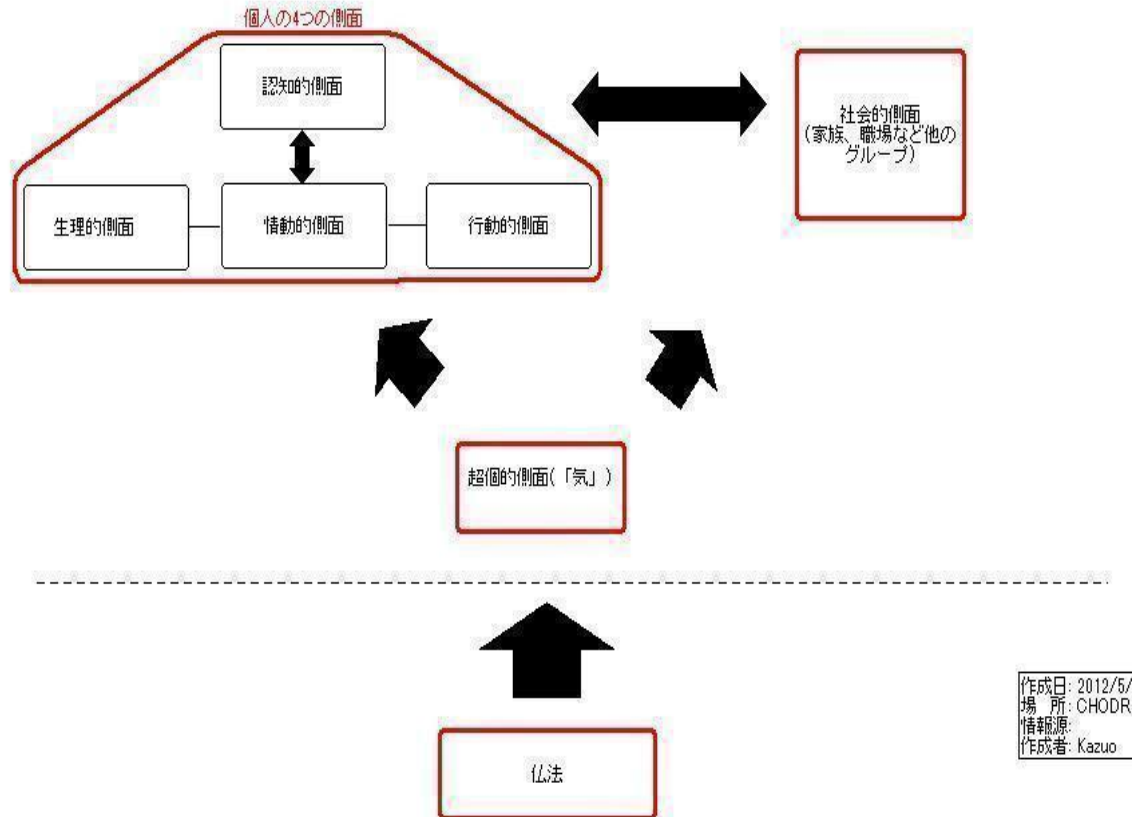 個人の4つの側面
認知的側面
生理的側面
情動的側面
行動的側面
社会的側面
(家族、職場など他の
グループ)
超個的側面(「気」)
仏法
作成日: 2012/5/
場　所: CHODR
情報源:
作成者: Kazuo